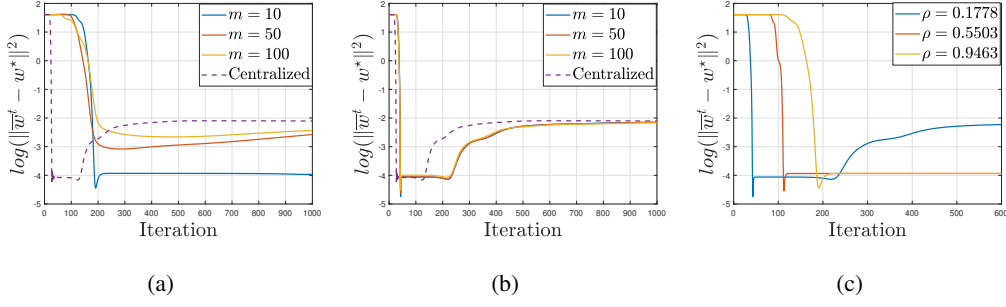 2
1
0
-1
-2
-3
-4
-5
0 100 200 300 400 500 600 700 800 900 1000
log(||w̅ᵗ − w*||²)
Iteration
m = 10
m = 50
m = 100
Centralized
(a)
2
1
0
-1
-2
-3
-4
-5
0 100 200 300 400 500 600 700 800 900 1000
log(||w̅ᵗ − w*||²)
Iteration
m = 10
m = 50
m = 100
Centralized
(b)
2
1
0
-1
-2
-3
-4
-5
0 100 200 300 400 500 600
log(||w̅ᵗ − w*||²)
Iteration
ρ = 0.1778
ρ = 0.5503
ρ = 0.9463
(c)